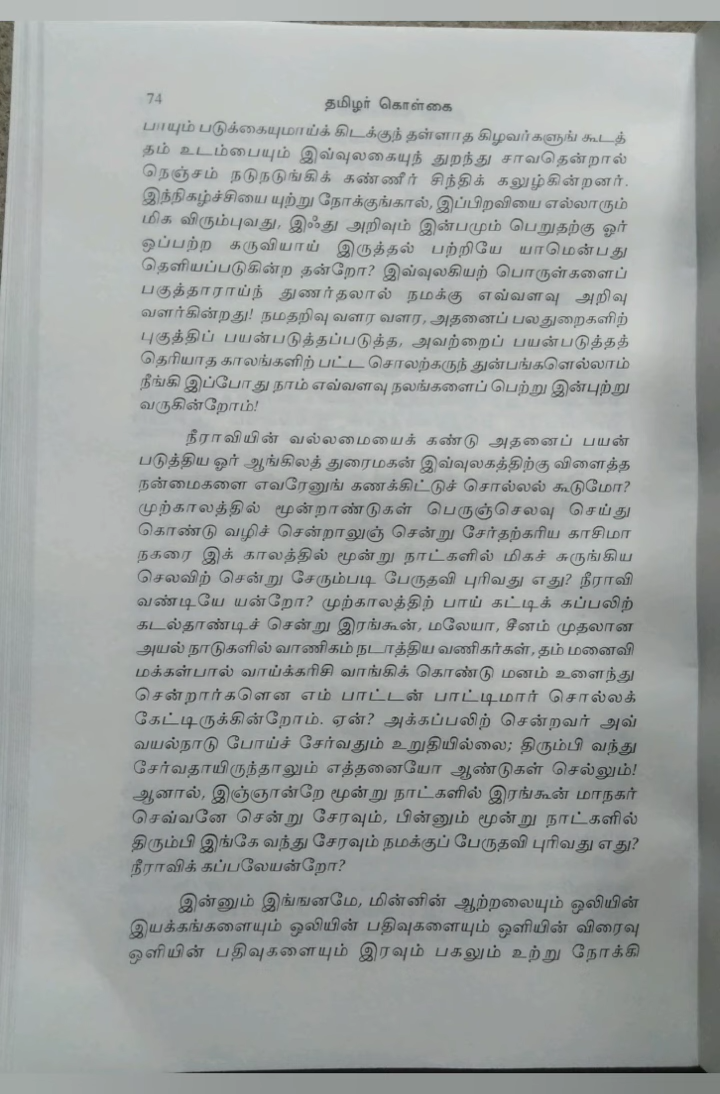 74
தமிழர் கொள்கை
பாயும் படுக்கையுமாய்க் கிடக்குந் தள்ளாத கிழவர்களுங் கூடத்
தம் உடம்பையும் இவ்வுலகையுந் துறந்து சாவதென்றால்
நெஞ்சம் நடுநடுங்கிக் கண்ணீர் சிந்திக் கலுழ்கின்றனர்.
இந்நிகழ்ச்சியை யுற்று நோக்குங்கால், இப்பிறவியை எல்லாரும்
மிக விரும்புவது, இஃது அறிவும் இன்பமும் பெறுதற்கு ஓர்
ஒப்பற்ற கருவியாய் இருத்தல் பற்றியே யாமென்பது
தெளியப்படுகின்ற தன்றோ? இவ்வுலகியற் பொருள்களைப்
பகுத்தாராய்ந் துணர்தலால் நமக்கு எவ்வளவு அறிவு
வளர்கின்றது! நமதறிவு வளர வளர, அதனைப் பலதுறைகளிற்
புகுத்திப் பயன்படுத்தப்படுத்த, அவற்றைப் பயன்படுத்தத்
தெரியாத காலங்களிற் பட்ட சொலற்கருந் துன்பங்களெல்லாம்
நீங்கி இப்போது நாம் எவ்வளவு நலங்களைப் பெற்று இன்புற்று
வருகின்றோம்!
நீராவியின் வல்லமையைக் கண்டு அதனைப் பயன்
படுத்திய ஓர் ஆங்கிலத் துரைமகன் இவ்வுலகத்திற்கு விளைத்த
நன்மைகளை எவரேனுங் கணக்கிட்டுச் சொல்லல் கூடுமோ?
முற்காலத்தில் மூன்றாண்டுகள் பெருஞ்செலவு செய்து
கொண்டு வழிச் சென்றாலுஞ் சென்று சேர்தற்கரிய காசிமா
நகரை இக் காலத்தில் மூன்று நாட்களில் மிகச் சுருங்கிய
செலவிற் சென்று சேரும்படி பேருதவி புரிவது எது? நீராவி
வண்டியே யன்றோ? முற்காலத்திற் பாய் கட்டிக் கப்பலிற்
கடல்தாண்டிச் சென்று இரங்கூன், மலேயா, சீனம் முதலான
அயல் நாடுகளில் வாணிகம் நடாத்திய வணிகர்கள், தம் மனைவி
மக்கள்பால் வாய்க்கரிசி வாங்கிக் கொண்டு மனம் உளைந்து
சென்றார்களென எம் பாட்டன் பாட்டிமார் சொல்லக்
கேட்டிருக்கின்றோம். ஏன்? அக்கப்பலிற் சென்றவர் அவ்
வயல்நாடு போய்ச் சேர்வதும் உறுதியில்லை; திரும்பி வந்து
சேர்வதாயிருந்தாலும் எத்தனையோ ஆண்டுகள் செல்லும்!
ஆனால், இஞ்ஞான்றே மூன்று நாட்களில் இரங்கூன் மாநகர்
செவ்வனே சென்று சேரவும், பின்னும் மூன்று நாட்களில்
திரும்பி இங்கே வந்து சேரவும் நமக்குப் பேருதவி புரிவது எது?
நீராவிக் கப்பலேயன்றோ?
இன்னும் இங்ஙனமே, மின்னின் ஆற்றலையும் ஒலியின்
இயக்கங்களையும் ஒலியின் பதிவுகளையும் ஒளியின் விரைவு
ஒளியின் பதிவுகளையும் இரவும் பகலும் உற்று நோக்கி